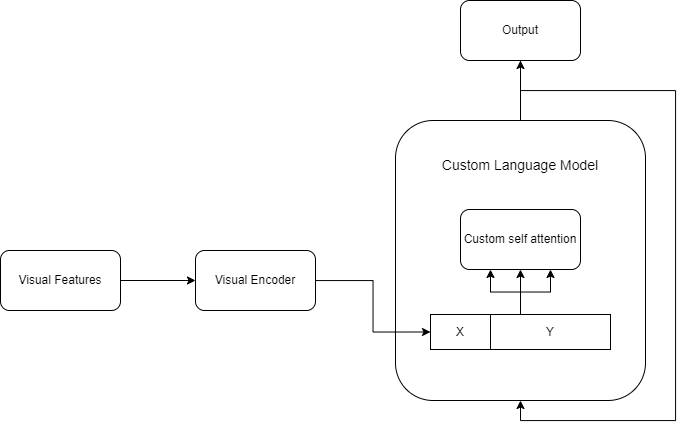 Output
Custom Language Model
Custom self attention
Visual Features
Visual Encoder
X
Y